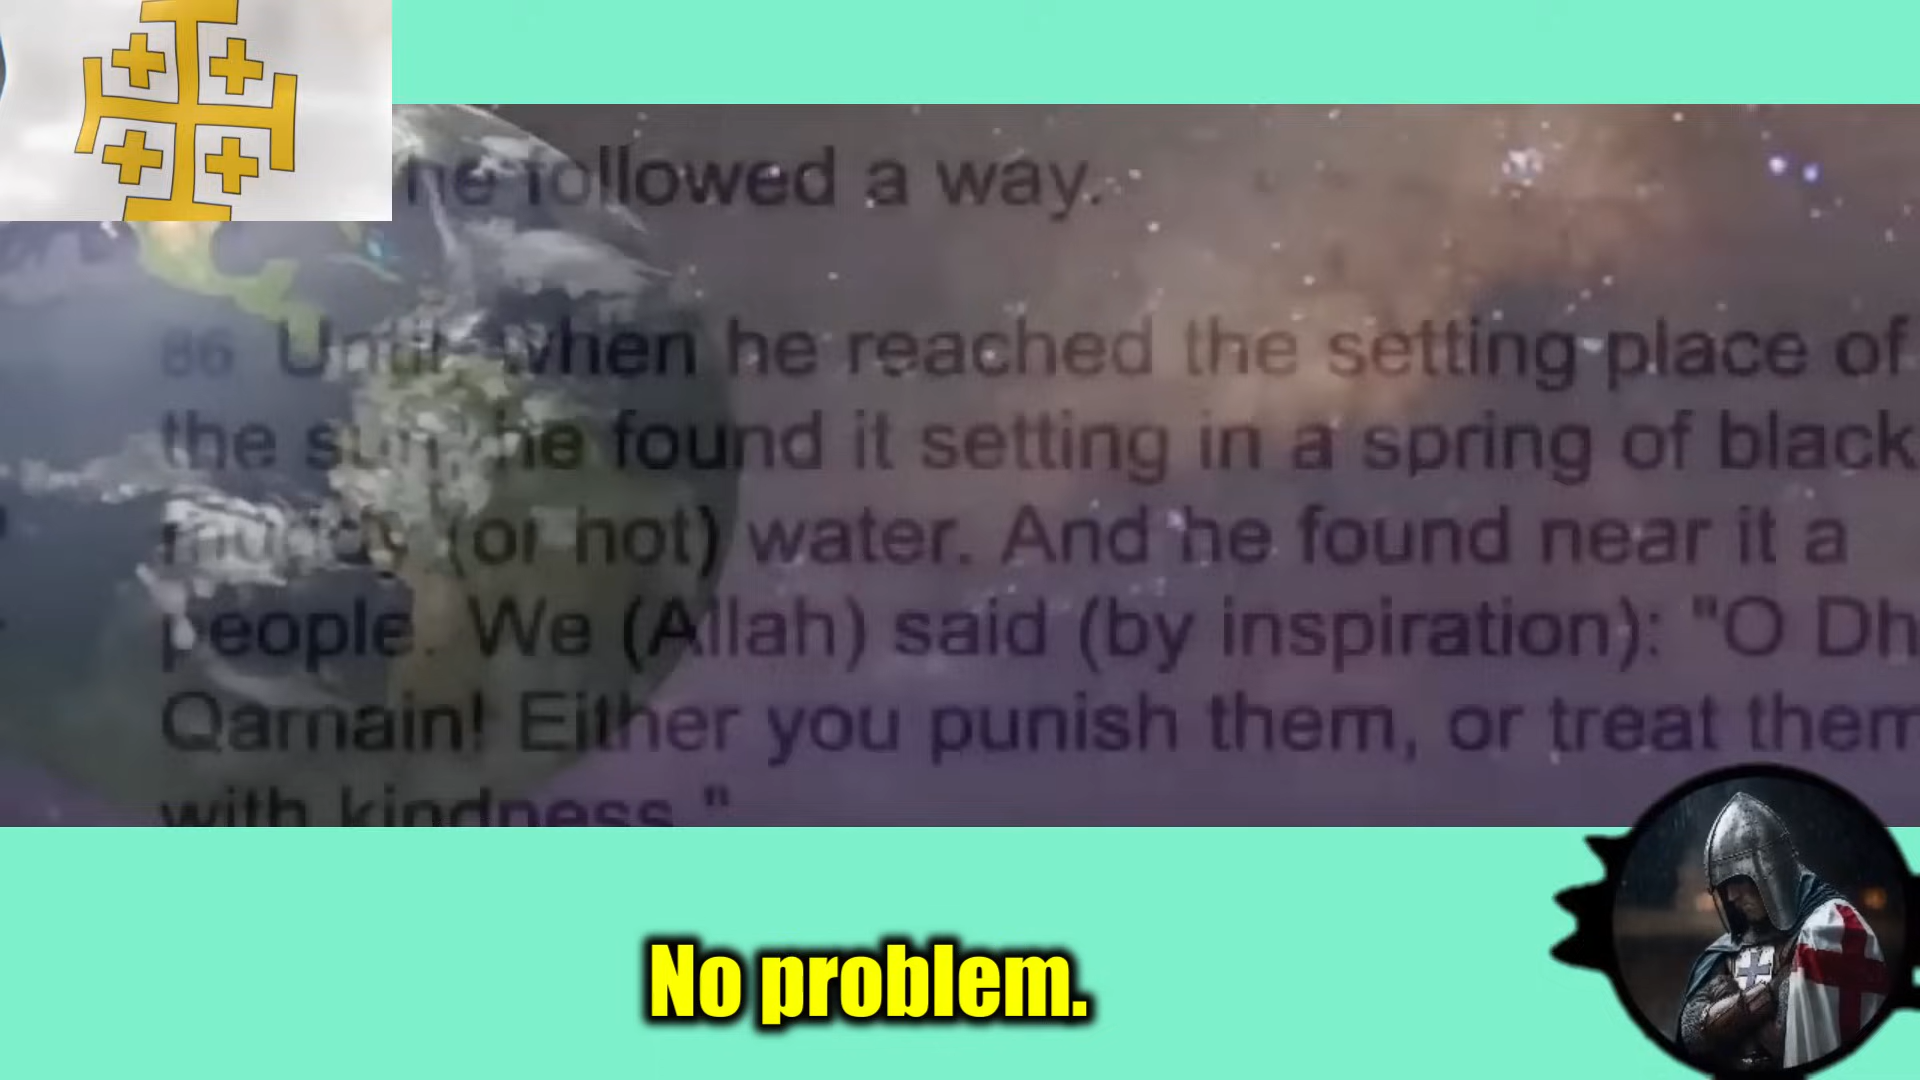 he followed a way.
86 Until, when he reached the setting place of
the sun, he found it setting in a spring of black
muddy (or hot) water. And he found near it a
people. We (Allah) said (by inspiration): "O Dh
Qarnain! Either you punish them, or treat them
with kindness."
No problem.